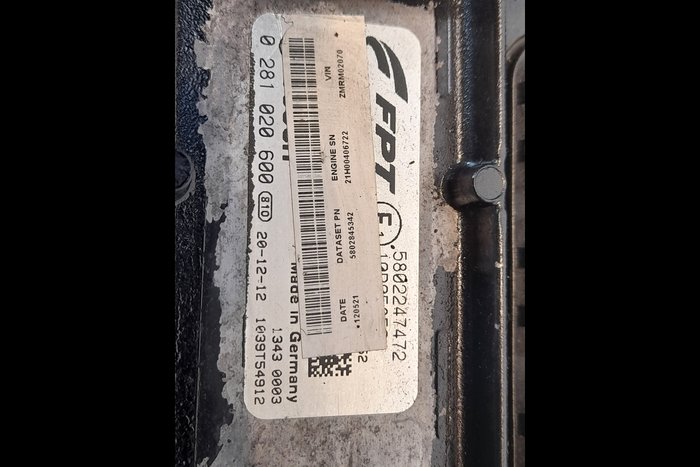 FPT
5802247472
VIN
ZMRM02070
ENGINE SN
21H00406722
DATASET PN
5802845342
DATE
*120521
0 281 020 600 81D 20-12-12
Made in Germany
1343 0003
1039T54912